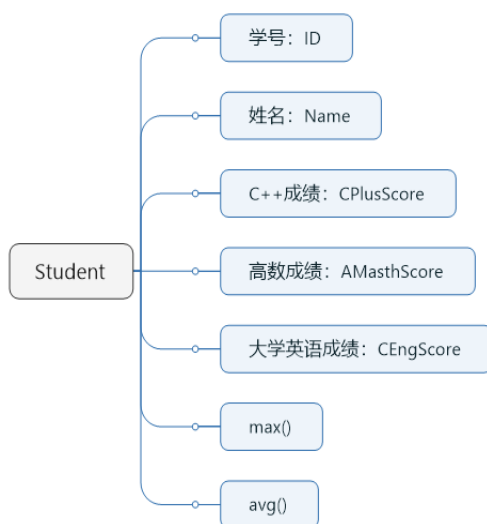 学号：ID
姓名：Name
C++成绩：CPlusScore
Student
高数成绩：AMasthScore
大学英语成绩：CEngScore
max()
avg()